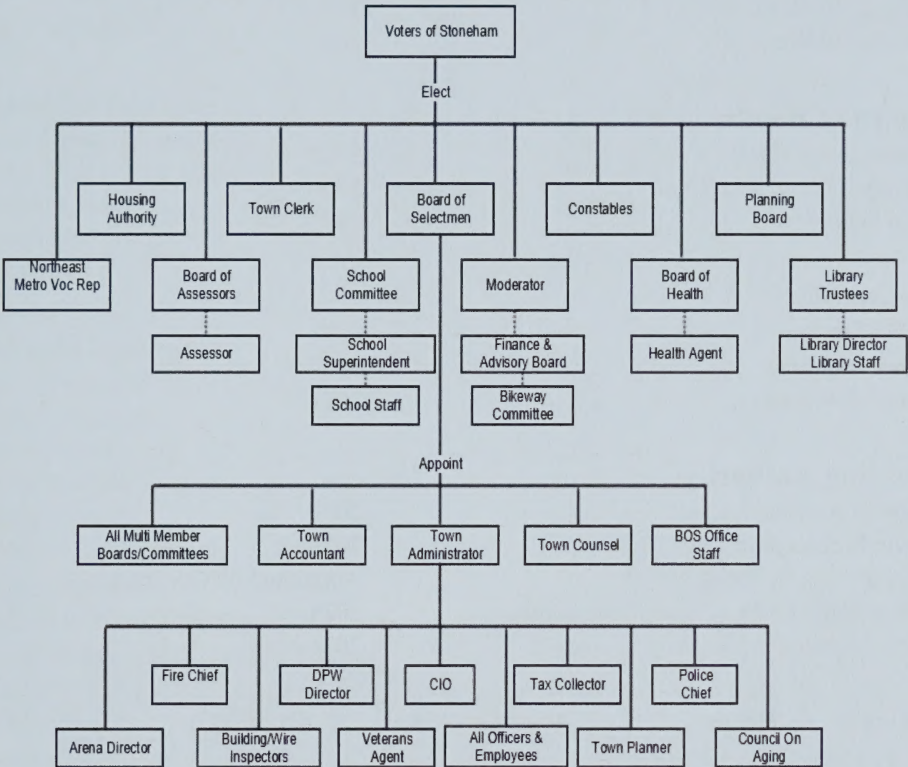 Voters of Stoneham
Elect
Housing
Authority
Town Clerk
Board of
Selectmen
Constables
Planning
Board
Northeast
Metro Voc Rep
Board of
Assessors
School
Committee
Moderator
Board of
Health
Library
Trustees
Assessor
School
Superintendent
Finance &
Advisory Board
Health Agent
Library Director
Library Staff
School Staff
Bikeway
Committee
Appoint
All Multi Member
Boards/Committees
Town
Accountant
Town
Administrator
Town Counsel
BOS Office
Staff
Fire Chief
DPW
Director
CIO
Tax Collector
Police
Chief
Arena Director
Building/Wire
Inspectors
Veterans
Agent
All Officers &
Employees
Town Planner
Council On
Aging